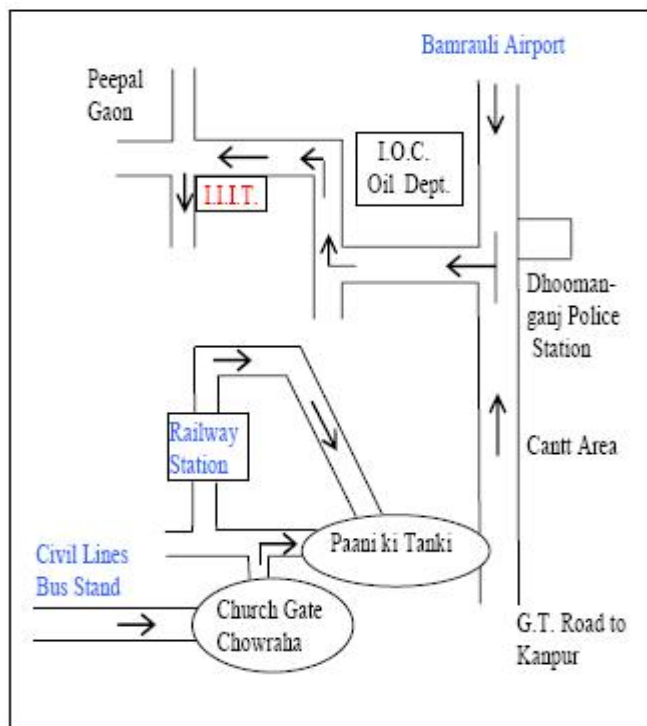 Bamrauli Airport
Peepal
Gaon
I.O.C.
Oil Dept.
I.I.I.T.
Dhooman-
ganj Police
Station
Railway
Station
Cantt Area
Paani ki Tanki
Civil Lines
Bus Stand
Church Gate
Chowraha
G.T. Road to
Kanpur